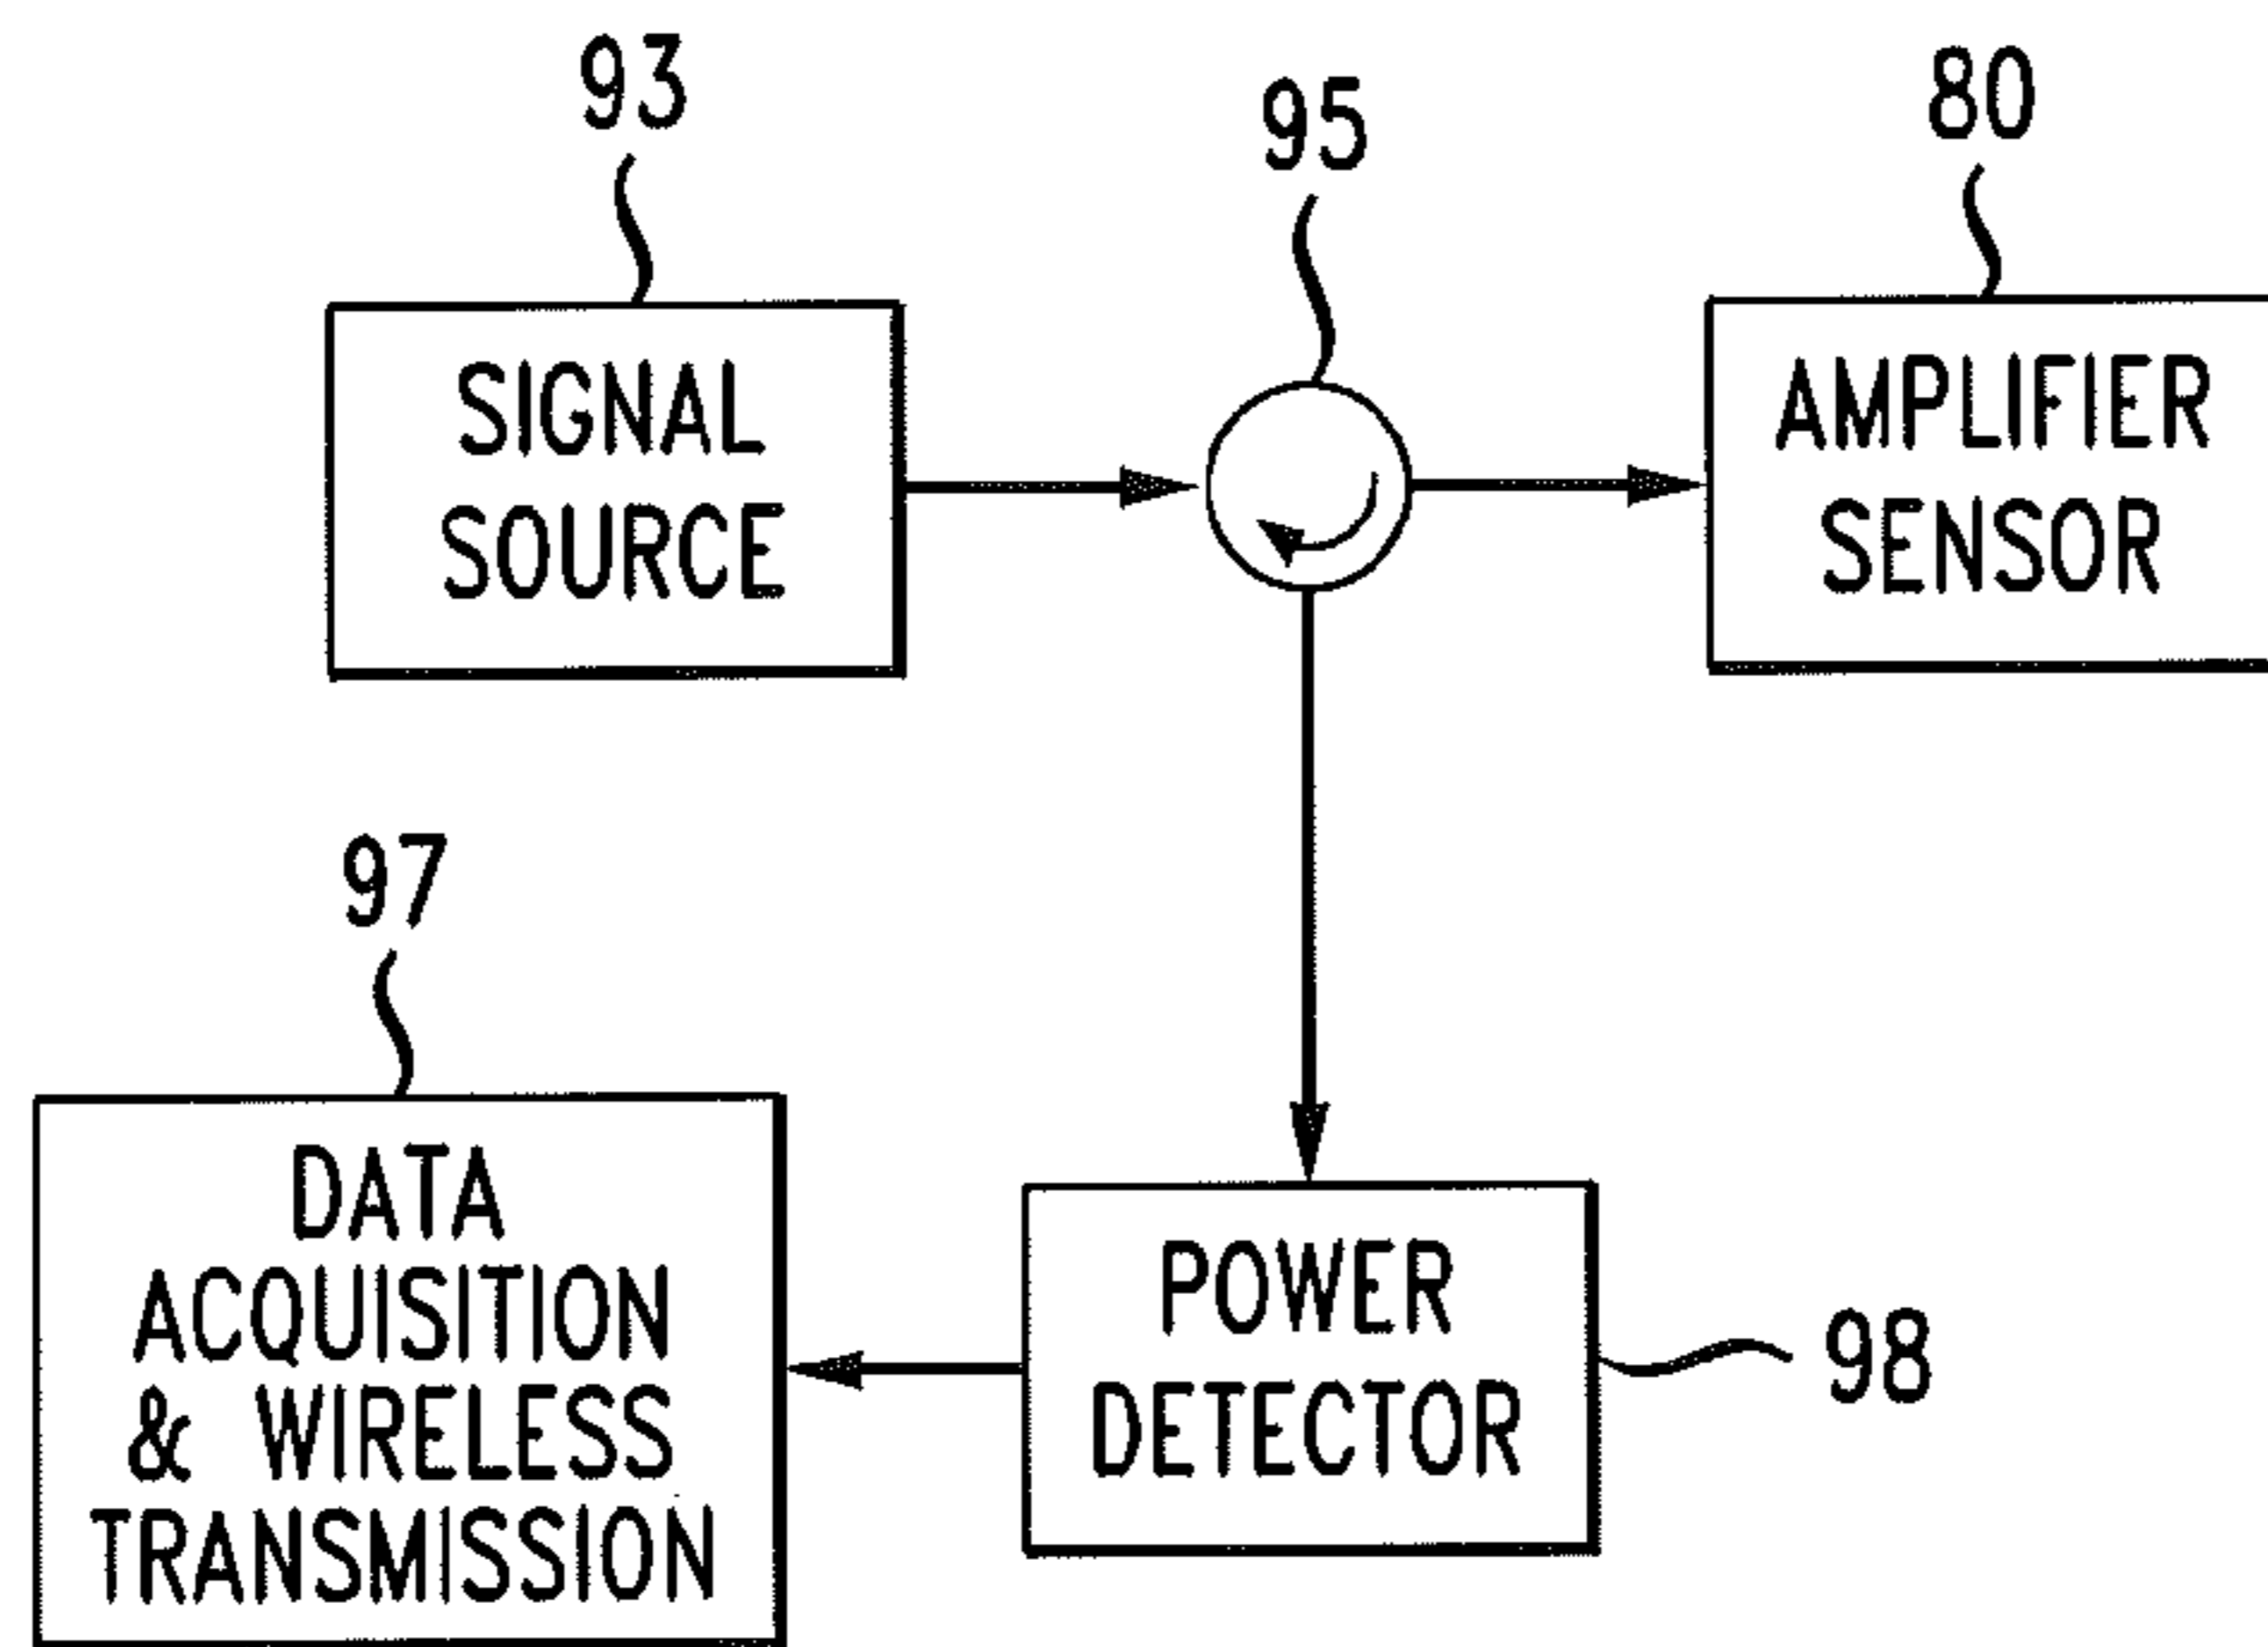 93
95
80
SIGNAL
SOURCE
AMPLIFIER
SENSOR
97
DATA
ACQUISITION
& WIRELESS
TRANSMISSION
POWER
DETECTOR
98